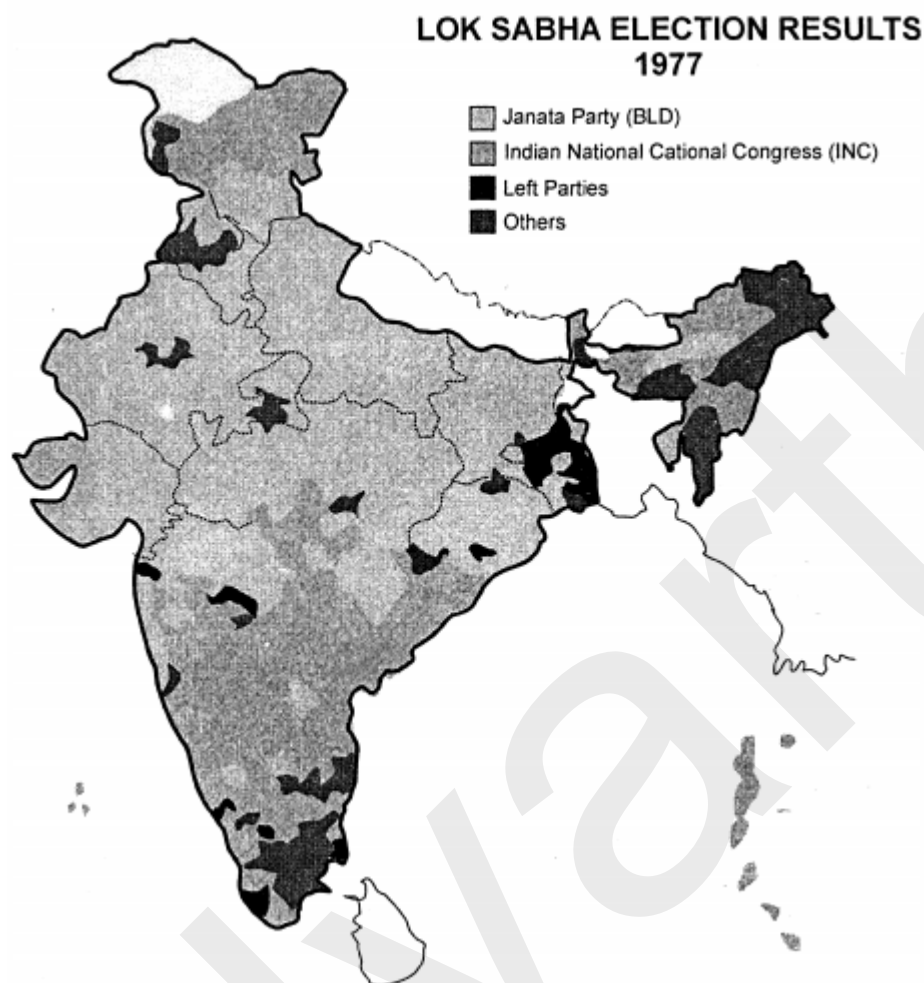 LOK SABHA ELECTION RESULTS
1977
Janata Party (BLD)
Indian National Cational Congress (INC)
Left Parties
Others